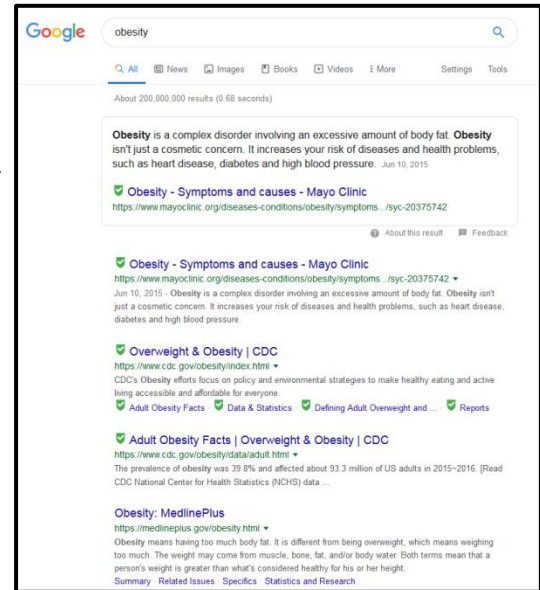 Google
obesity
All News Images Books Videos More Settings Tools
About 200,000,000 results (0.68 seconds)
Obesity is a complex disorder involving an excessive amount of body fat. Obesity
isn't just a cosmetic concern. It increases your risk of diseases and health problems,
such as heart disease, diabetes and high blood pressure. Jun 10, 2015
Obesity - Symptoms and causes - Mayo Clinic
https://www.mayoclinic.org/diseases-conditions/obesity/symptoms.../syc-20375742
About this result Feedback
Obesity - Symptoms and causes - Mayo Clinic
https://www.mayoclinic.org/diseases-conditions/obesity/symptoms.../syc-20375742
Jun 10, 2015 - Obesity is a complex disorder involving an excessive amount of body fat. Obesity isn't
just a cosmetic concern. It increases your risk of diseases and health problems, such as heart disease,
diabetes and high blood pressure.
Overweight & Obesity | CDC
https://www.cdc.gov/obesity/index.html
CDC's Obesity efforts focus on policy and environmental strategies to make healthy eating and active
living accessible and affordable for everyone.
Adult Obesity Facts · Data & Statistics · Defining Adult Overweight and ... · Reports
Adult Obesity Facts | Overweight & Obesity | CDC
https://www.cdc.gov/obesity/data/adult.html
The prevalence of obesity was 39.8% and affected about 93.3 million of US adults in 2015~2016. [Read
CDC National Center for Health Statistics (NCHS) data ...
Obesity: MedlinePlus
https://medlineplus.gov/obesity.html
Obesity means having too much body fat. It is different from being overweight, which means weighing
too much. The weight may come from muscle, bone, fat, and/or body water. Both terms mean that a
person's weight is greater than what's considered healthy for his or her height.
Summary · Related Issues · Specifics · Statistics and Research